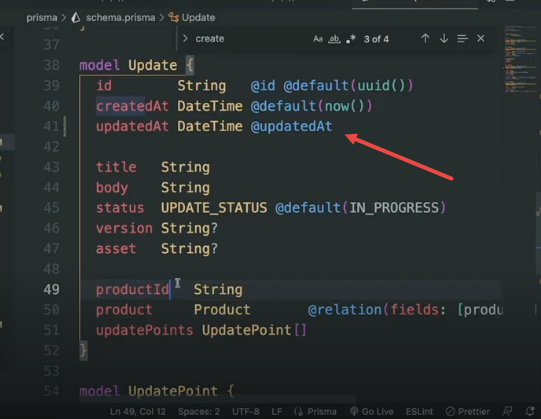 prisma > schema.prisma > Update
> create Aa ab .* 3 of 4
37
38 model Update {
39 id String @id @default(uuid())
40 createdAt DateTime @default(now())
41 updatedAt DateTime @updatedAt
42
43 title String
44 body String
45 status UPDATE_STATUS @default(IN_PROGRESS)
46 version String?
47 asset String?
48
49 productId String
50 product Product @relation(fields: [produ
51 updatePoints UpdatePoint[]
52 }
53
54 model UpdatePoint {
Ln 49, Col 12 Spaces: 2 UTF-8 LF Prisma Go Live ESLint Prettier